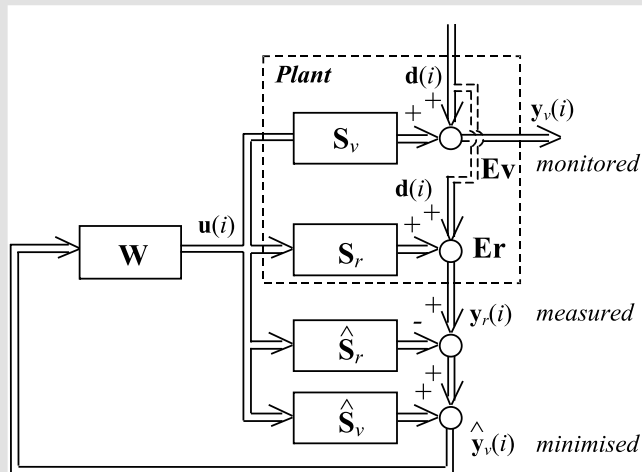 Plant
d(i)
+
+
y_v(i)
S_v
monitored
Ev
d(i)
u(i)
+
+
W
S_r
Er
+
y_r(i)
measured
-
Ŝ_r
+
+
Ŝ_v
ŷ_v(i)
minimised